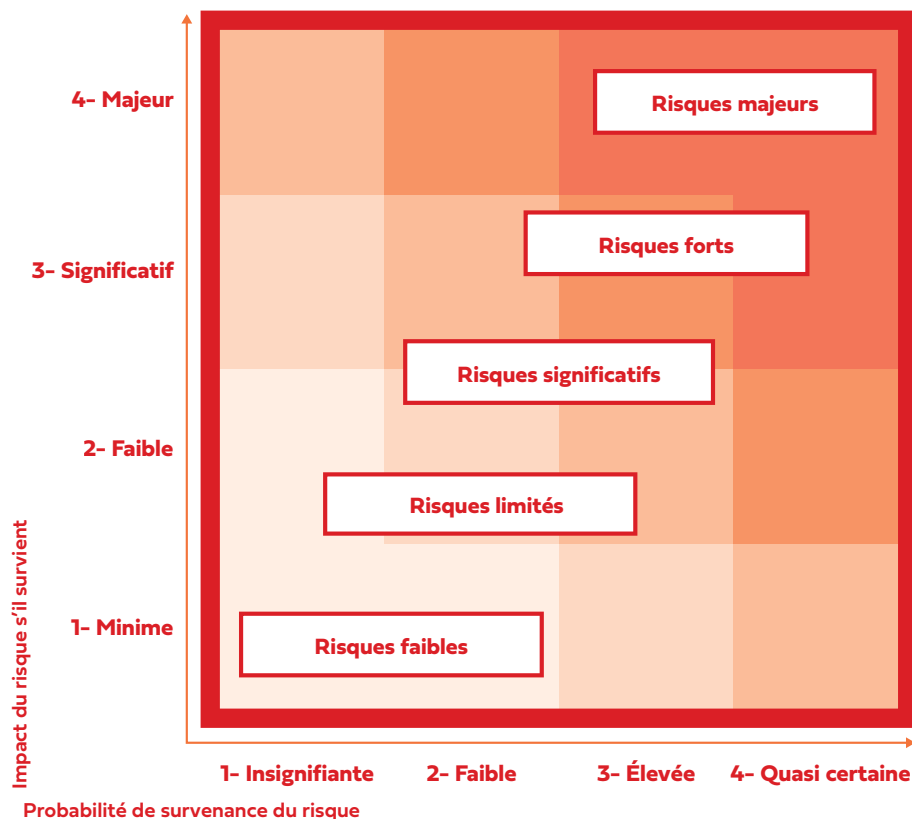 4- Majeur
Risques majeurs
Risques forts
3- Significatif
Risques significatifs
2- Faible
Risques limités
1- Minime
Risques faibles
Impact du risque s'il survient
1- Insignifiante
2- Faible
3- Élevée
4- Quasi certaine
Probabilité de survenance du risque